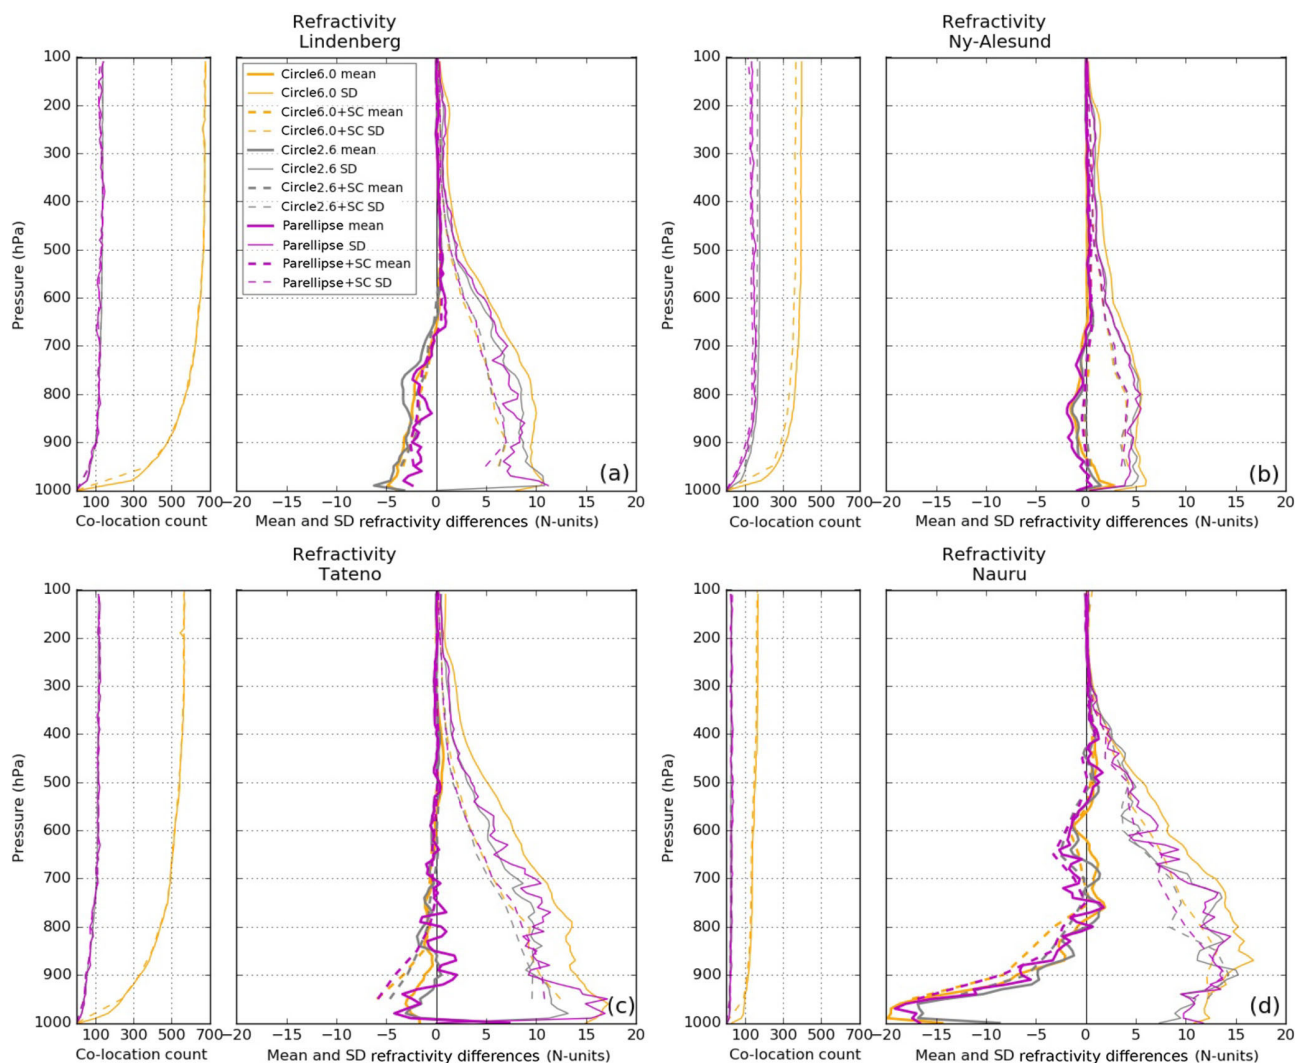 Refractivity
Lindenberg
100
200
300
400
500
600
700
800
900
1000
Pressure (hPa)
100 300 500 700
Co-location count
Circle6.0 mean
Circle6.0 SD
Circle6.0+SC mean
Circle6.0+SC SD
Circle2.6 mean
Circle2.6 SD
Circle2.6+SC mean
Circle2.6+SC SD
Parellipse mean
Parellipse SD
Parellipse+SC mean
Parellipse+SC SD
(a)
−20 −15 −10 −5 0 5 10 15 20
Mean and SD refractivity differences (N-units)
Refractivity
Ny-Alesund
100
200
300
400
500
600
700
800
900
1000
Pressure (hPa)
100 300 500 700
Co-location count
(b)
−20 −15 −10 −5 0 5 10 15 20
Mean and SD refractivity differences (N-units)
Refractivity
Tateno
100
200
300
400
500
600
700
800
900
1000
Pressure (hPa)
100 300 500 700
Co-location count
(c)
−20 −15 −10 −5 0 5 10 15 20
Mean and SD refractivity differences (N-units)
Refractivity
Nauru
100
200
300
400
500
600
700
800
900
1000
Pressure (hPa)
100 300 500 700
Co-location count
(d)
−20 −15 −10 −5 0 5 10 15 20
Mean and SD refractivity differences (N-units)